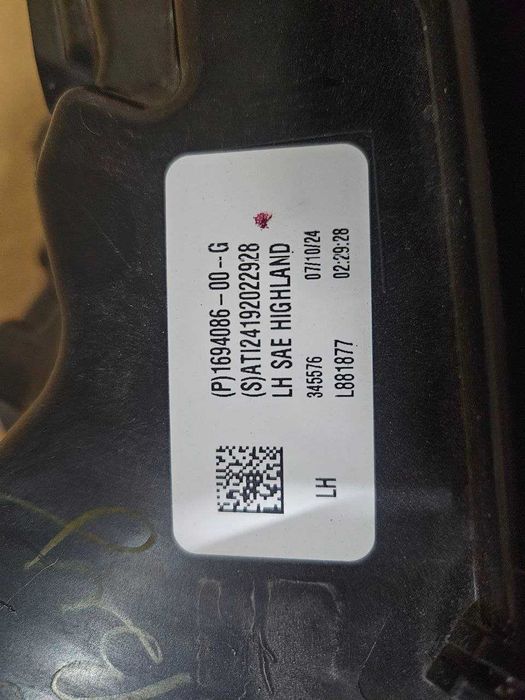 (P)1694086-00--G
(S)ATI24192022928
LH SAE HIGHLAND
345576 07/10/24
L881877 02:29:28
LH